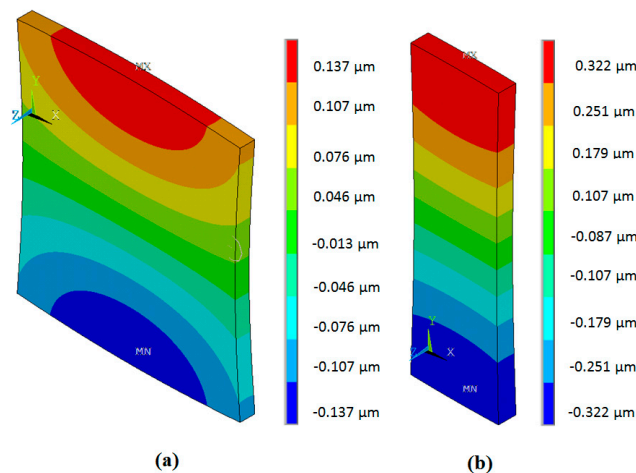 MX
Y
Z
X
MN
0.137 μm
0.107 μm
0.076 μm
0.046 μm
-0.013 μm
-0.046 μm
-0.076 μm
-0.107 μm
-0.137 μm
(a)
MX
Y
Z
X
MN
0.322 μm
0.251 μm
0.179 μm
0.107 μm
-0.087 μm
-0.107 μm
-0.179 μm
-0.251 μm
-0.322 μm
(b)